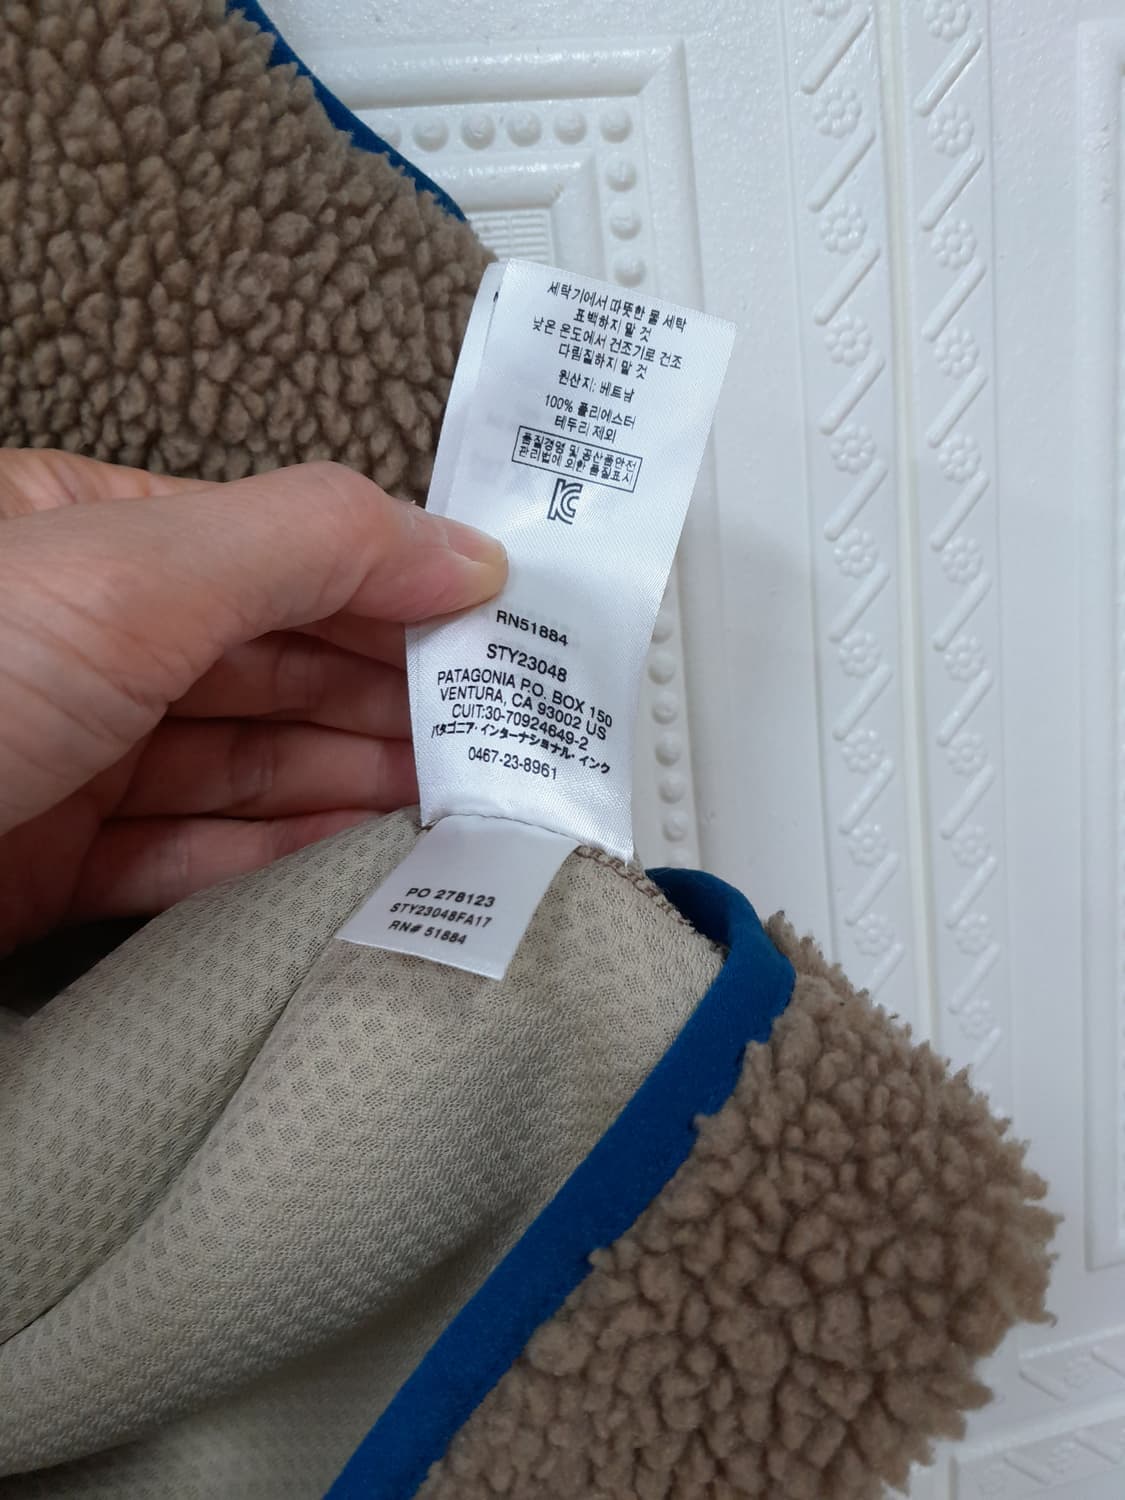 세탁기에서 따뜻한 물 세탁
표백하지 말 것
낮은 온도에서 건조기로 건조
다림질하지 말 것
원산지: 베트남
100% 폴리에스터
테두리 제외
품질경영 및 공산품안전
관리법에 의한 품질표시
KC
RN51884
STY23048
PATAGONIA P.O. BOX 150
VENTURA, CA 93002 US
CUIT:30-70924649-2
パタゴニア・インターナショナル・インク
0467-23-8961
PO 278123
STY23048FA17
RN# 51884